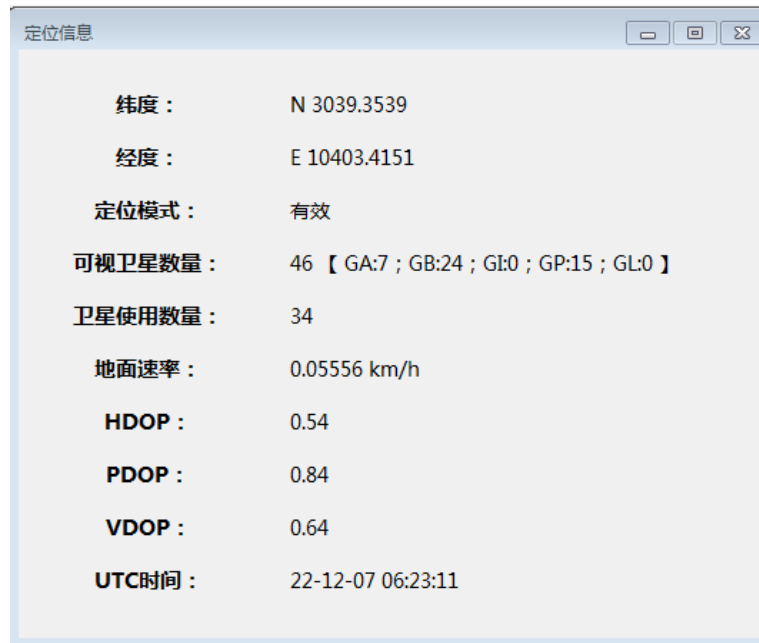 定位信息
纬度： N 3039.3539
经度： E 10403.4151
定位模式： 有效
可视卫星数量： 46 【 GA:7 ; GB:24 ; GI:0 ; GP:15 ; GL:0 】
卫星使用数量： 34
地面速率： 0.05556 km/h
HDOP： 0.54
PDOP： 0.84
VDOP： 0.64
UTC时间： 22-12-07 06:23:11